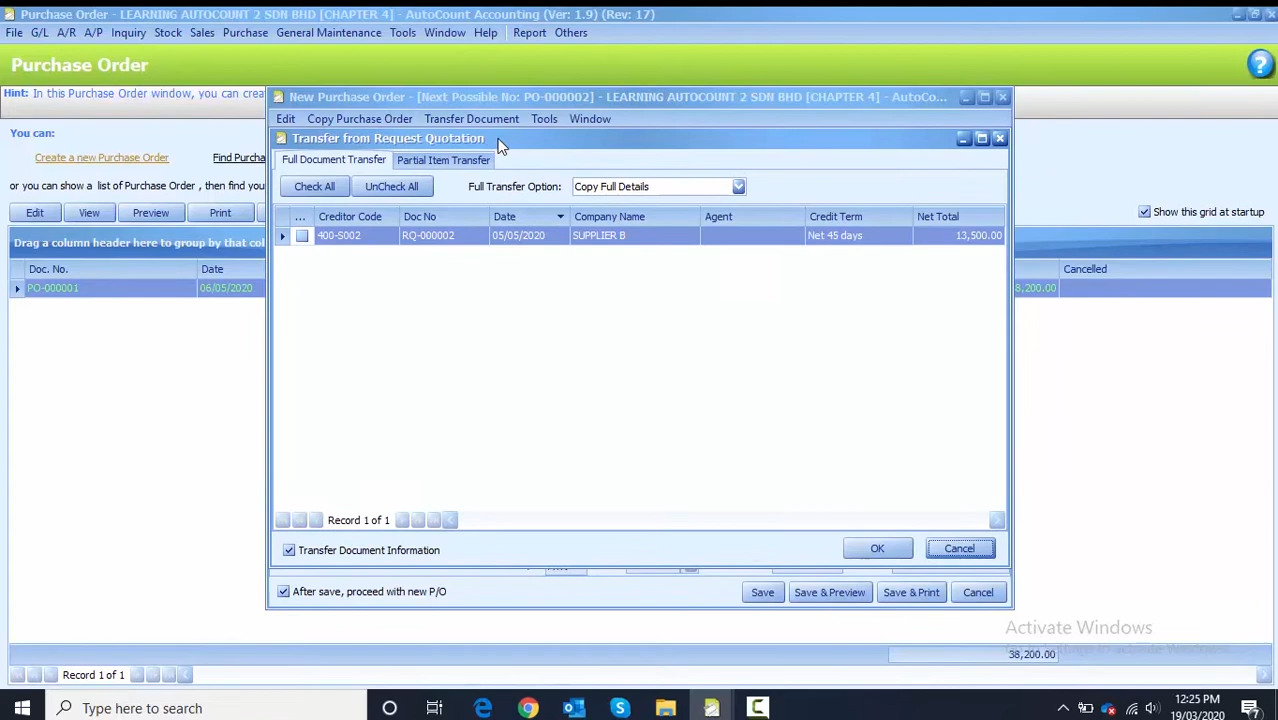 Purchase Order - LEARNING AUTOCOUNT 2 SDN BHD [CHAPTER 4] - AutoCount Accounting (Ver: 1.9) (Rev: 17)
File G/L A/R A/P Inquiry Stock Sales Purchase General Maintenance Tools Window Help Report Others
Purchase Order
Hint: In this Purchase Order window, you can crea
New Purchase Order - [Next Possible No: PO-000002] - LEARNING AUTOCOUNT 2 SDN BHD [CHAPTER 4] - AutoCo...
Edit Copy Purchase Order Transfer Document Tools Window
You can:
Transfer from Request Quotation
Create a new Purchase Order Find Purcha
Full Document Transfer Partial Item Transfer
or you can show a list of Purchase Order , then find you
Check All UnCheck All Full Transfer Option: Copy Full Details
Edit View Preview Print
Show this grid at startup
... Creditor Code Doc No Date Company Name Agent Credit Term Net Total
400-S002 RQ-000002 05/05/2020 SUPPLIER B Net 45 days 13,500.00
Drag a column header here to group by that col
Doc. No. Date Cancelled
PO-000001 06/05/2020 8,200.00
Record 1 of 1
Transfer Document Information OK Cancel
After save, proceed with new P/O Save Save & Preview Save & Print Cancel
Activate Windows
38,200.00
Record 1 of 1
Type here to search
12:25 PM
19/03/2020
7